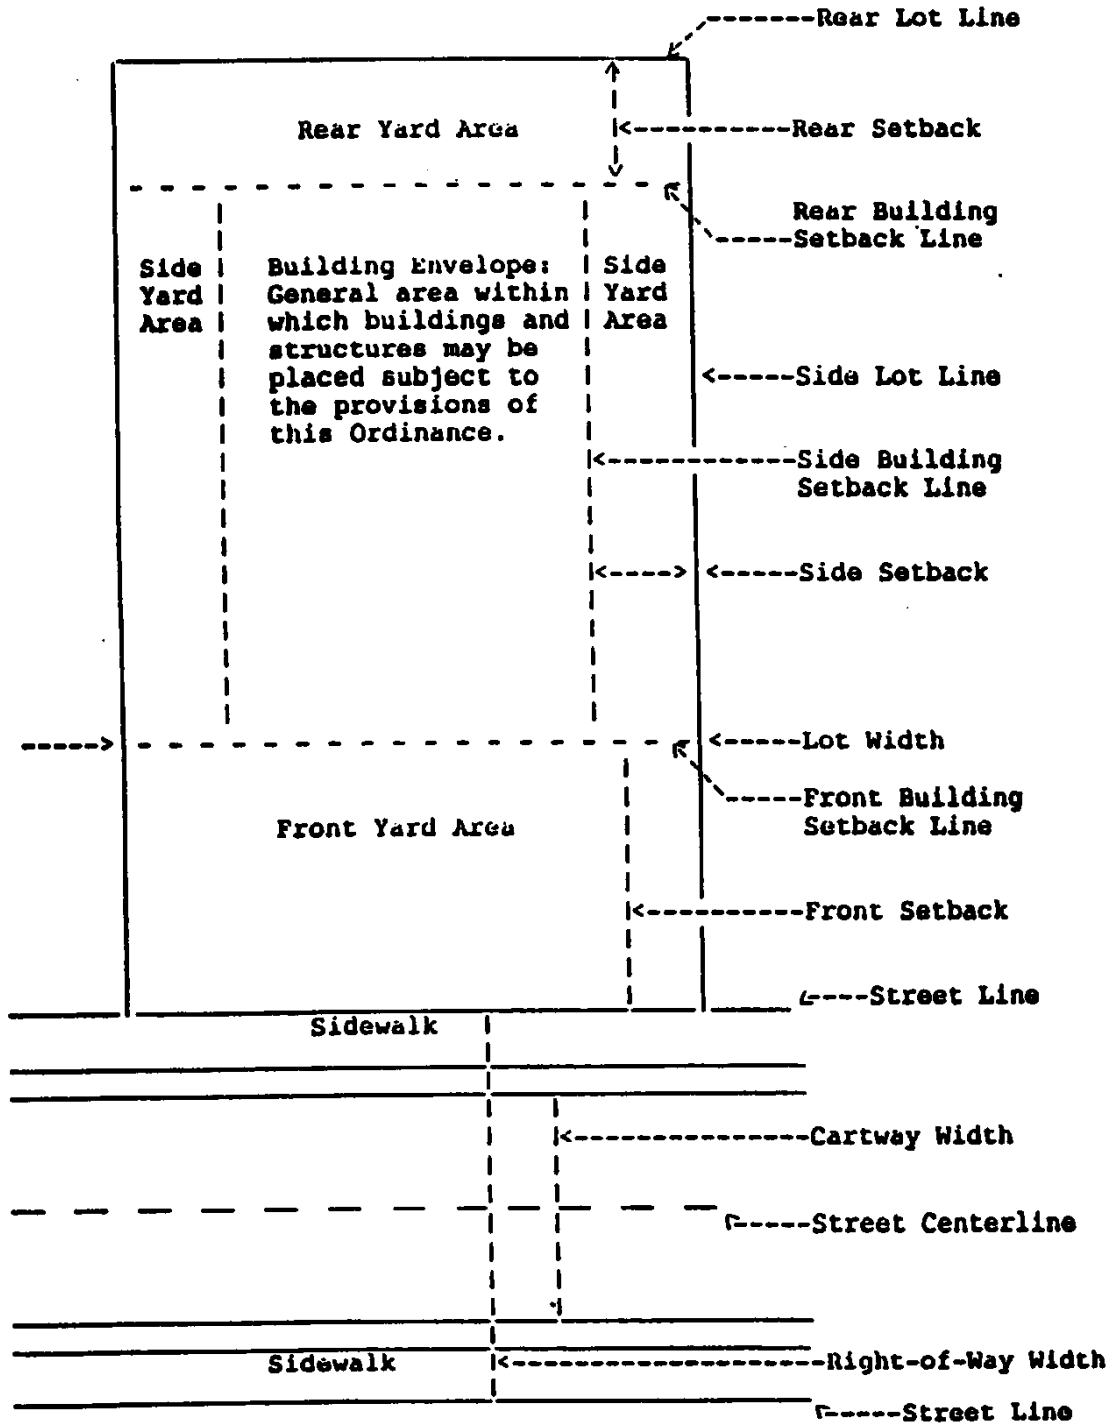 Rear Lot Line
Rear Yard Area
Rear Setback
Rear Building
Setback Line
Side
Yard
Area
Building Envelope:
General area within
which buildings and
structures may be
placed subject to
the provisions of
this Ordinance.
Side
Yard
Area
Side Lot Line
Side Building
Setback Line
Side Setback
Lot Width
Front Building
Setback Line
Front Yard Area
Front Setback
Street Line
Sidewalk
Cartway Width
Street Centerline
Sidewalk
Right-of-Way Width
Street Line